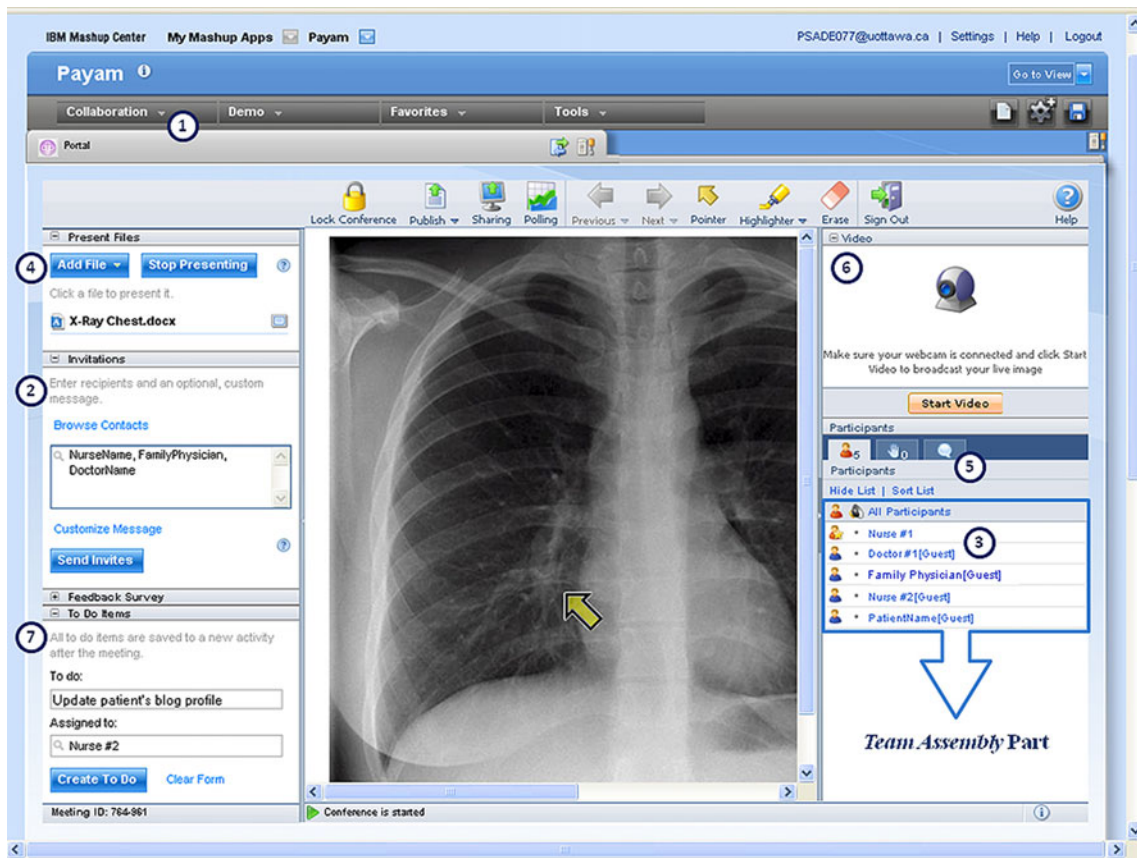 IBM Mashup Center My Mashup Apps Payam
PSADE077@uottawa.ca | Settings | Help | Logout
Payam
Go to View
Collaboration Demo Favorites Tools
1
Portal
Lock Conference Publish Sharing Polling Previous Next Pointer Highlighter Erase Sign Out Help
Present Files
4
Add File Stop Presenting
Click a file to present it.
X-Ray Chest.docx
Invitations
2
Enter recipients and an optional, custom
message.
Browse Contacts
NurseName, FamilyPhysician,
DoctorName
Customize Message
Send Invites
Feedback Survey
To Do Items
7
All to do items are saved to a new activity
after the meeting.
To do:
Update patient's blog profile
Assigned to:
Nurse #2
Create To Do Clear Form
Meeting ID: 764-961
Conference is started
Video
6
Make sure your webcam is connected and click Start
Video to broadcast your live image
Start Video
Participants
5 0
5
Participants
Hide List | Sort List
All Participants
Nurse #1
3
Doctor #1[Guest]
Family Physician[Guest]
Nurse #2[Guest]
PatientName[Guest]
Team Assembly Part